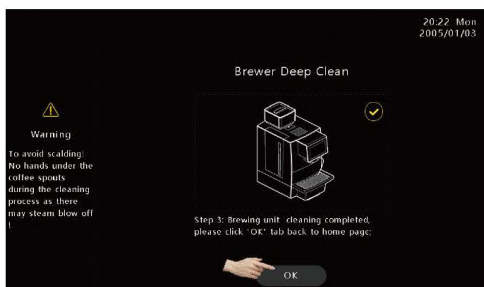 20:22 Mon
2005/01/03
Brewer Deep Clean
Warning
To avoid scalding!
No hands under the
coffee spouts
during the cleaning
process as there
may steam blow off
!
Step 3: Brewing unit cleaning completed,
please click "OK" tab back to home page;
OK